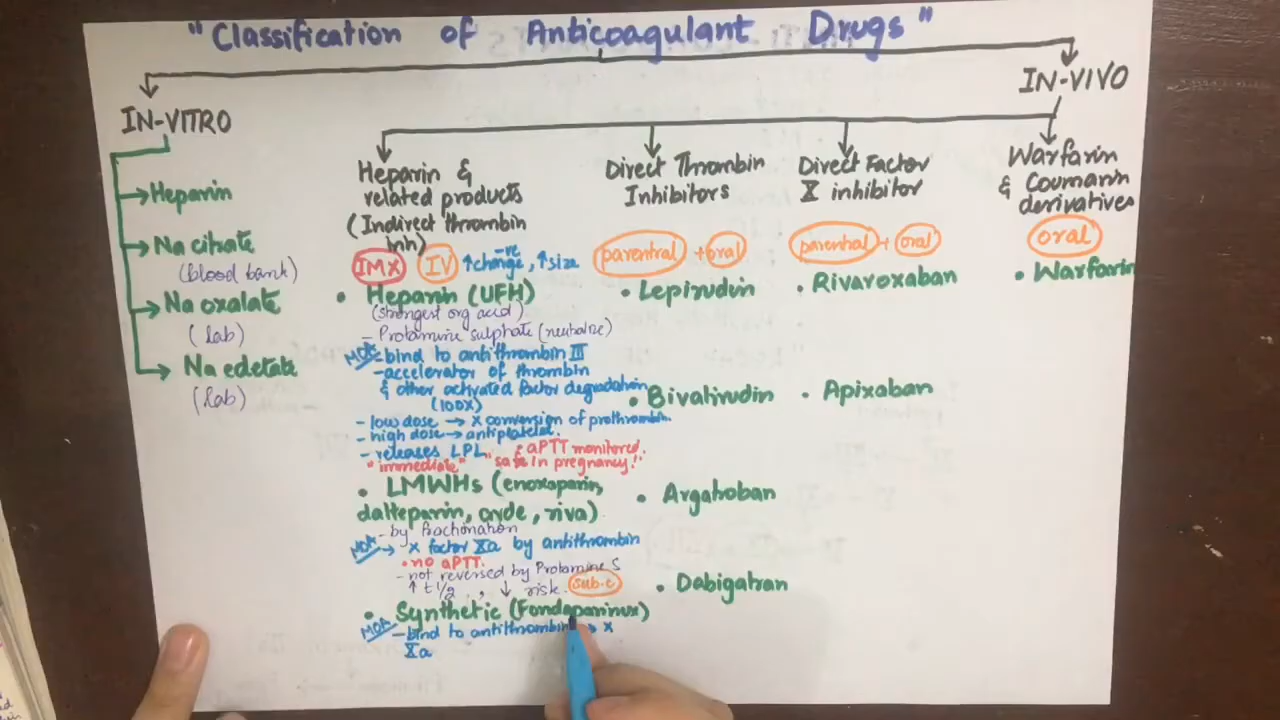 "Classification of Anticoagulant Drugs"
IN-VITRO
Heparin
Na citrate
(blood bank)
Na oxalate
(lab)
Na edetate
(lab)
IN-VIVO
Heparin &
related products
(Indirect thrombin
Inh)
IMX IV ↑change -ve, ↑size
• Heparin (UFH)
(strongest org acid)
- Protamine sulphate (neutralize)
MOA - bind to antithrombin III
- accelerator of thrombin
& other activated factor degradation
(100X)
- low dose → X conversion of prothrombin.
- high dose → antiplatelet.
- releases LPL. & aPTT monitored.
"immediate" "safe in pregnancy!"
• LMWHs (enoxaparin,
dalteparin, arde, riva)
- by fractionation
MOA → X factor Xa by antithrombin
• no aPTT.
- not reversed by Protamine S
↑ t 1/2 , ↓ risk. sub.c
• Synthetic (Fondaparinux)
MOA - bind to antithrombin → X
Xa
Direct Thrombin
Inhibitors
parentral + oral
• Lepirudin
• Bivalirudin
• Argatroban
• Dabigatran
Direct Factor
X inhibitor
parentral + oral
• Rivaroxaban
• Apixaban
Warfarin
& Coumarin
derivatives
oral
• Warfarin